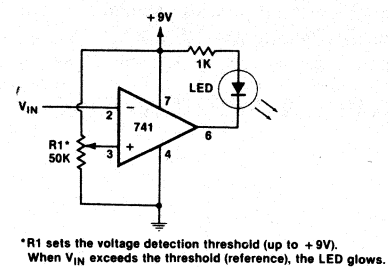 +9V
1K
LED
VIN
2
7
741
6
R1*
50K
3
4
−
+
*R1 sets the voltage detection threshold (up to +9V).
When VIN exceeds the threshold (reference), the LED glows.